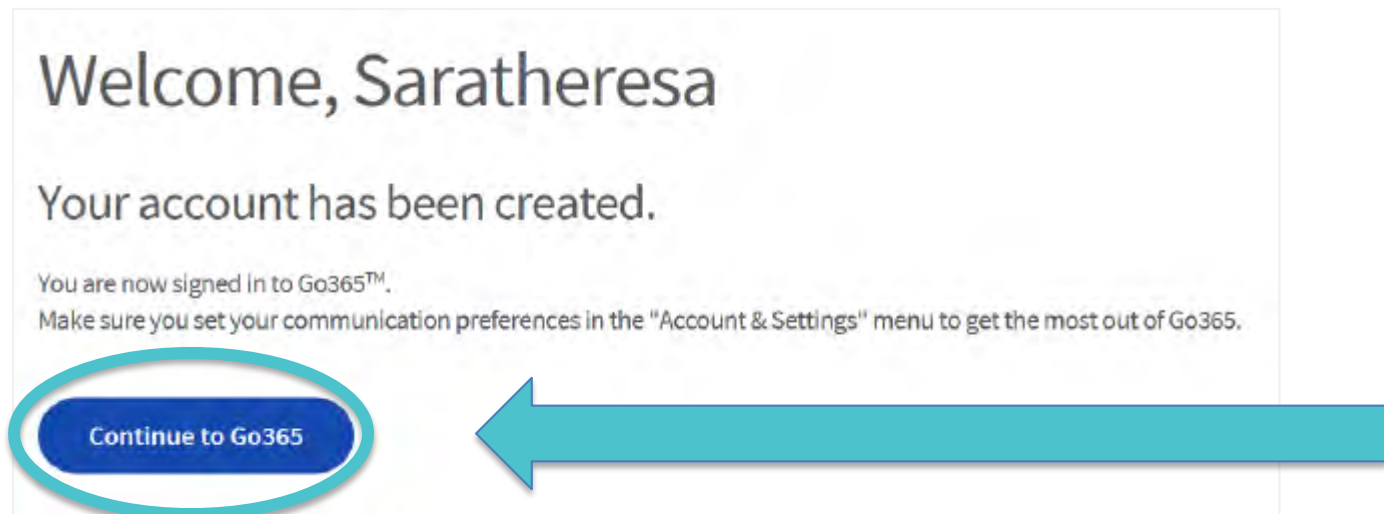 Welcome, Saratheresa
Your account has been created.
You are now signed in to Go365™.
Make sure you set your communication preferences in the "Account & Settings" menu to get the most out of Go365.
Continue to Go365